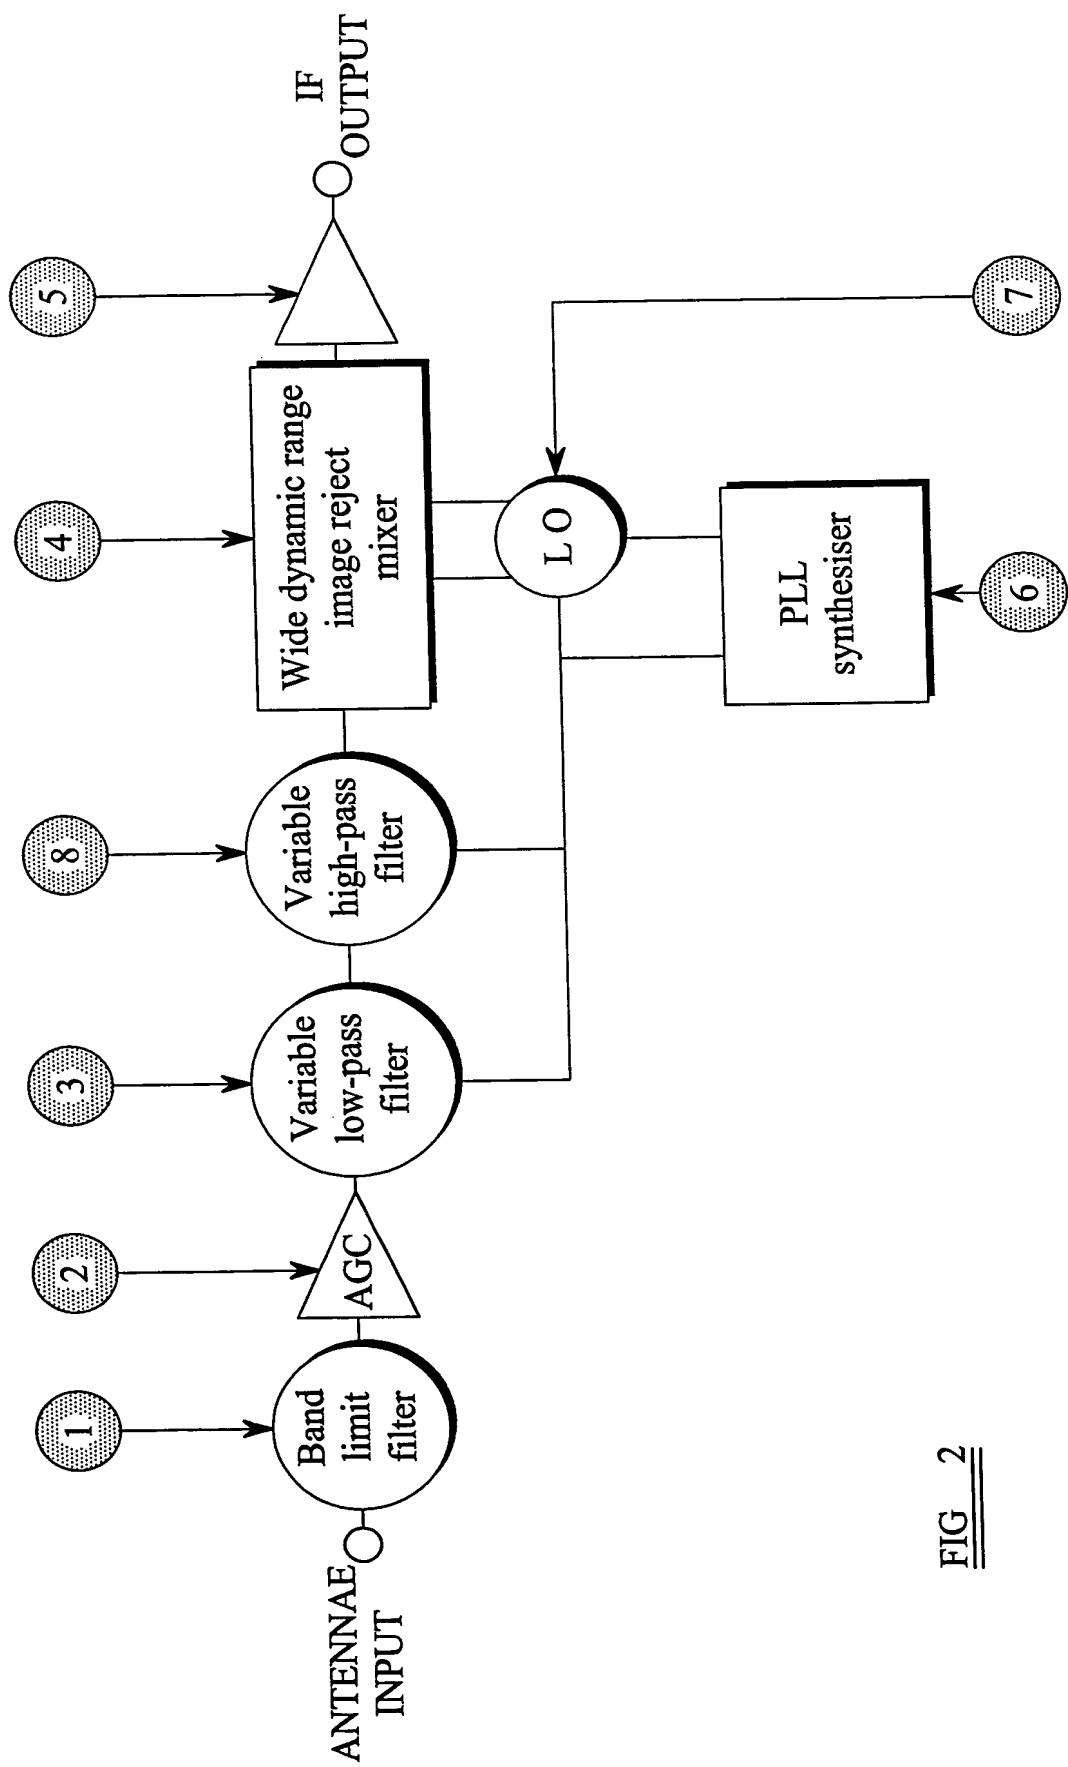 1
2
3
8
4
5
ANTENNAE
INPUT
Band
limit
filter
AGC
Variable
low-pass
filter
Variable
high-pass
filter
Wide dynamic range
image reject
mixer
IF
OUTPUT
L O
PLL
synthesiser
6
7
FIG 2